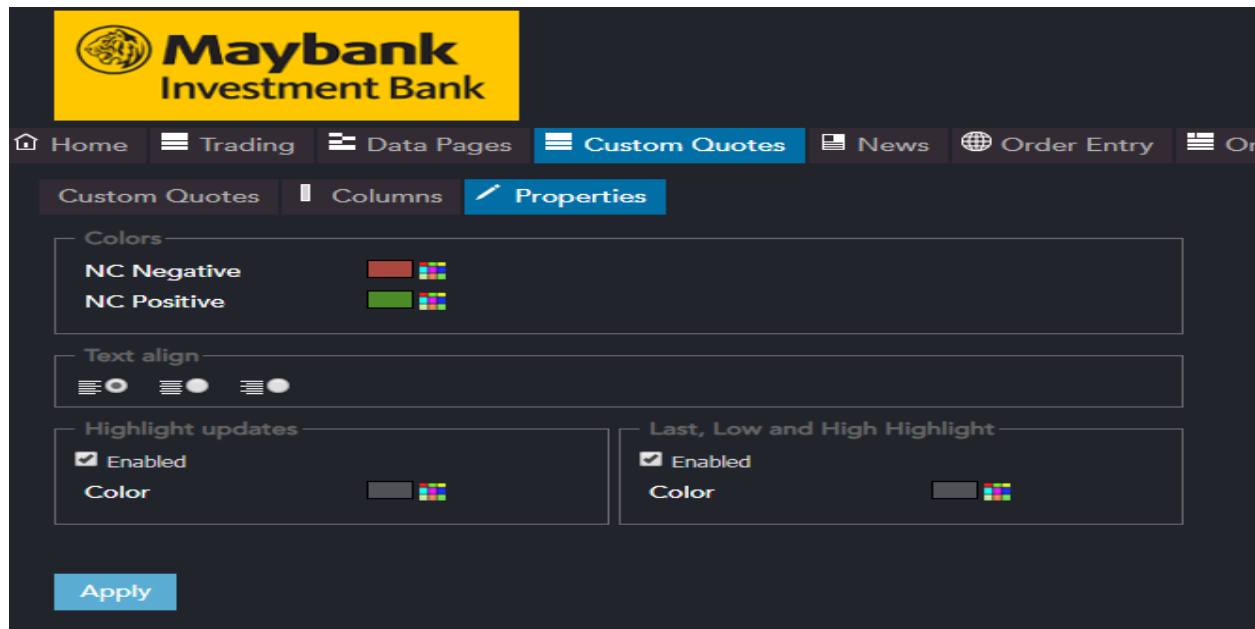 Maybank
Investment Bank
Home Trading Data Pages Custom Quotes News Order Entry Or
Custom Quotes Columns Properties
Colors
NC Negative
NC Positive
Text align
Highlight updates Last, Low and High Highlight
Enabled Enabled
Color Color
Apply